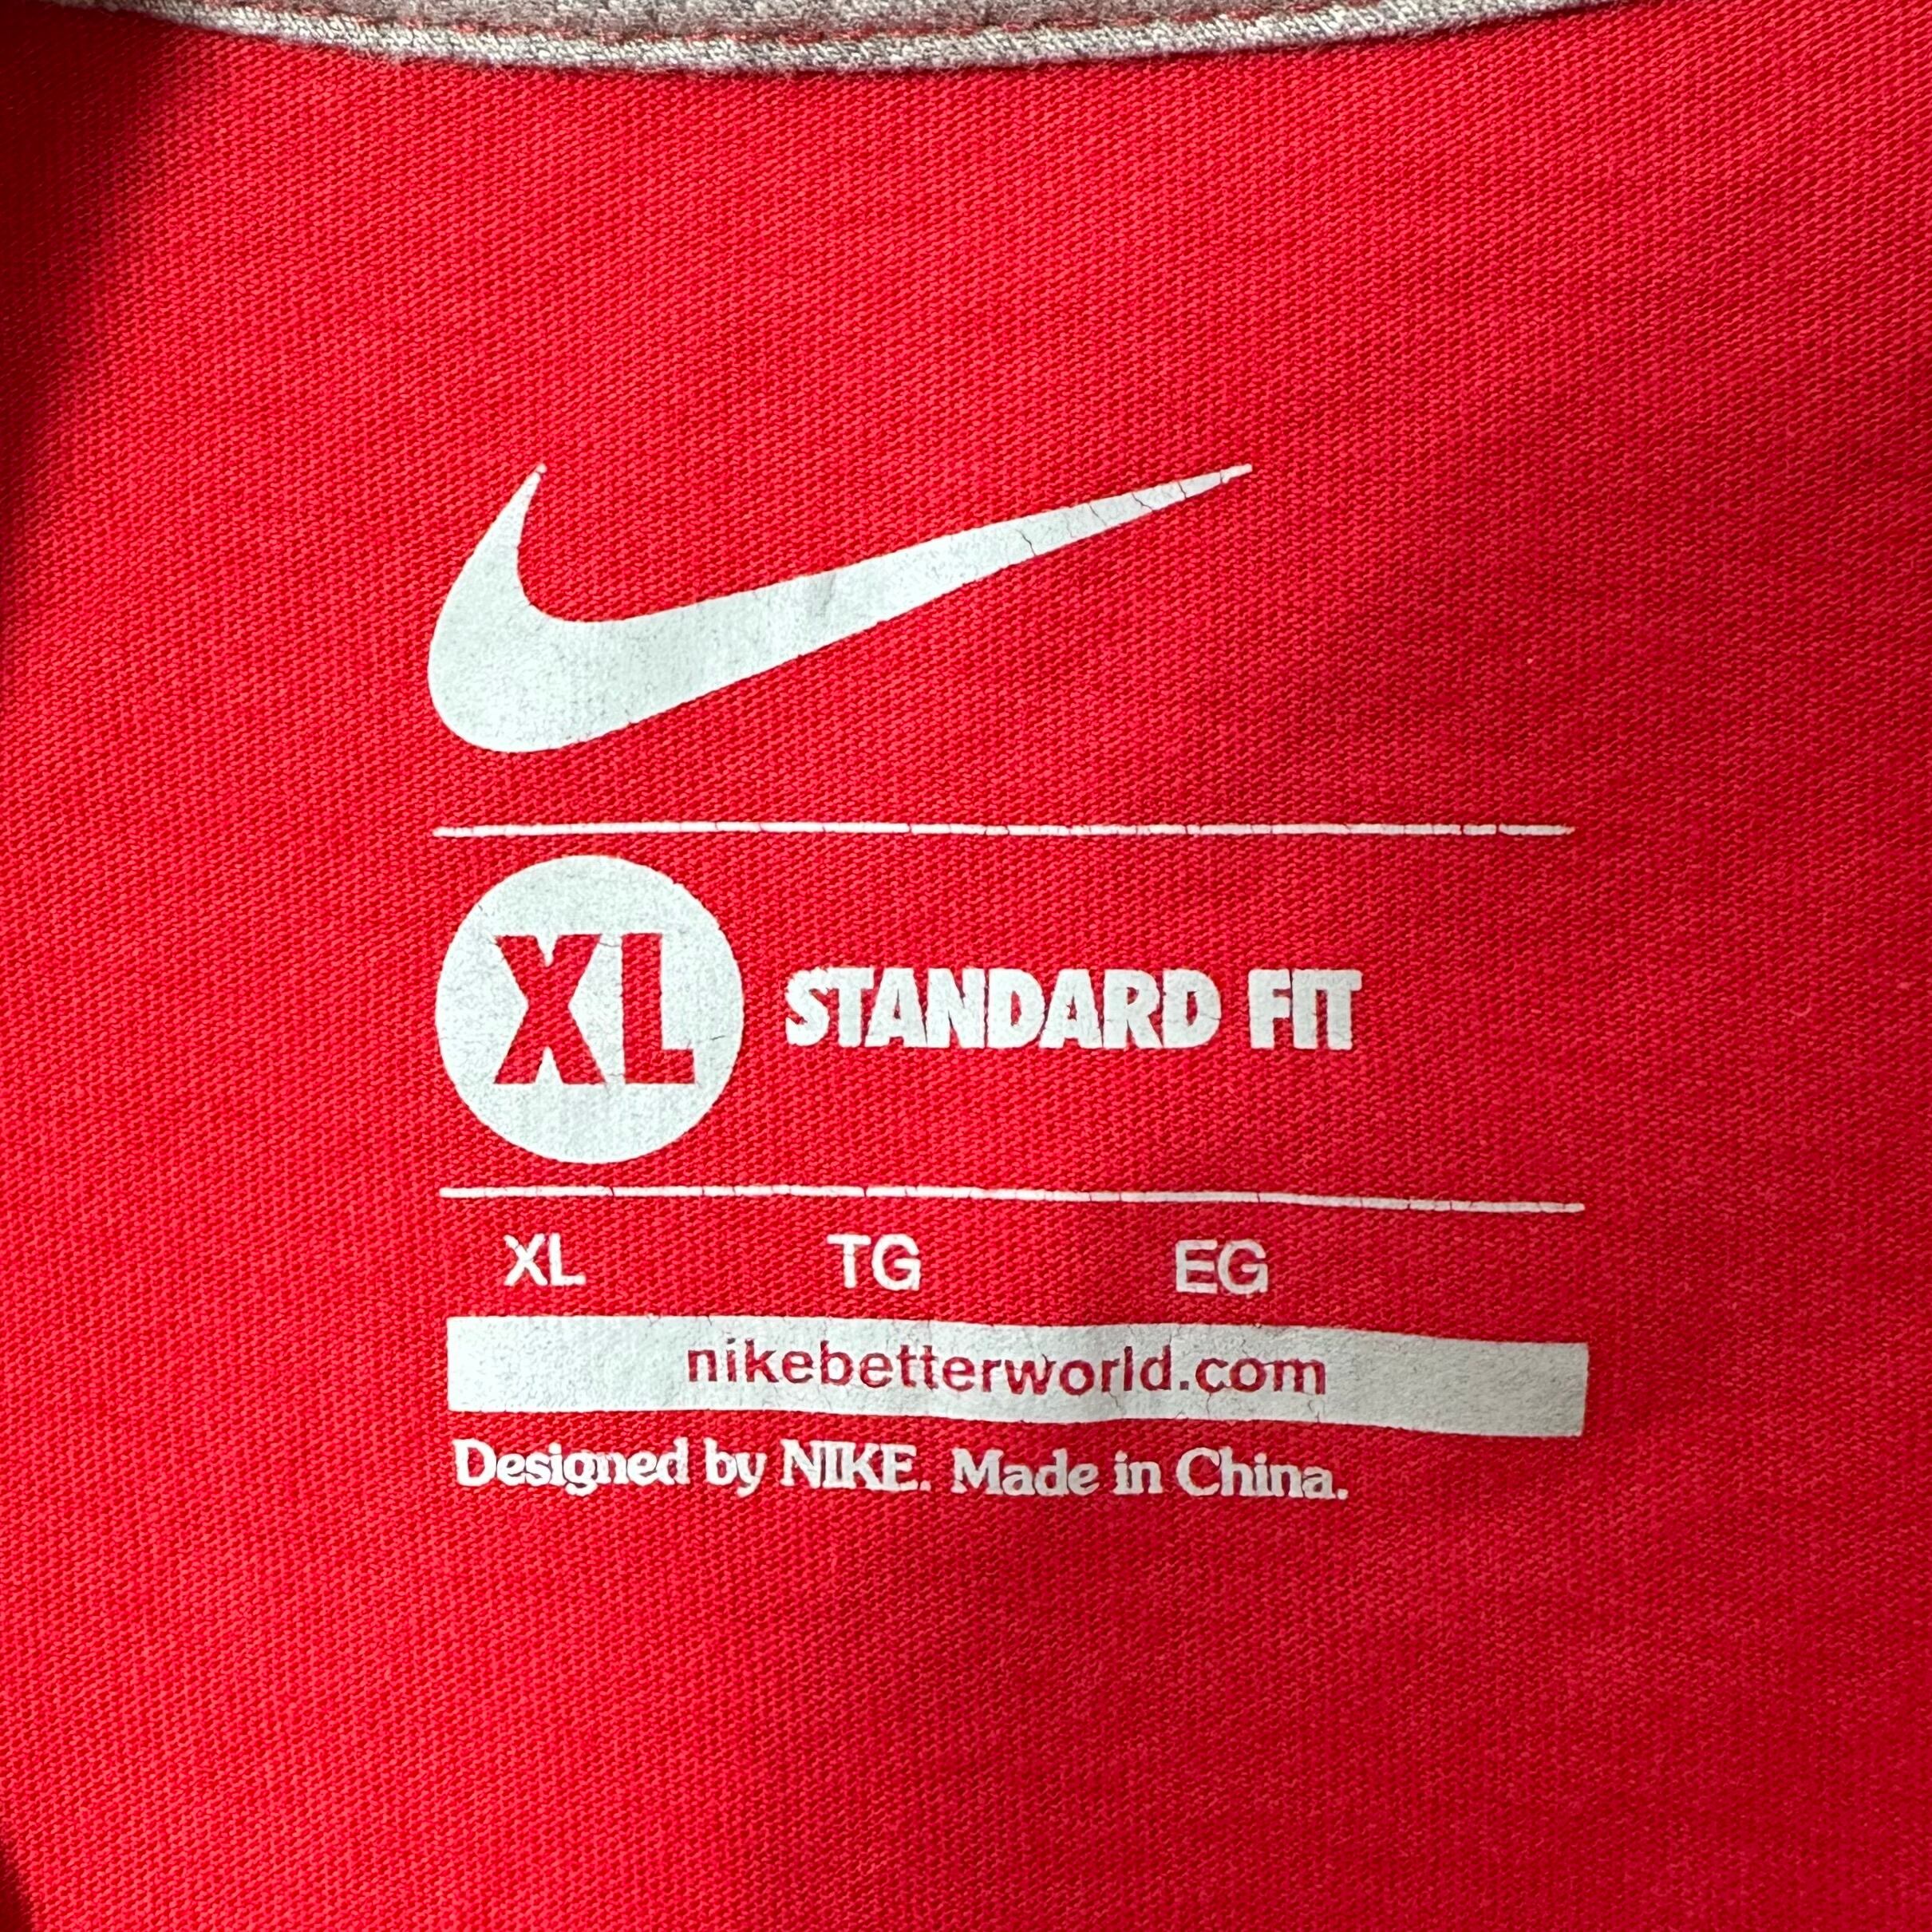 XL STANDARD FIT
XL TG EG
nikebetterworld.com
Designed by NIKE. Made in China.